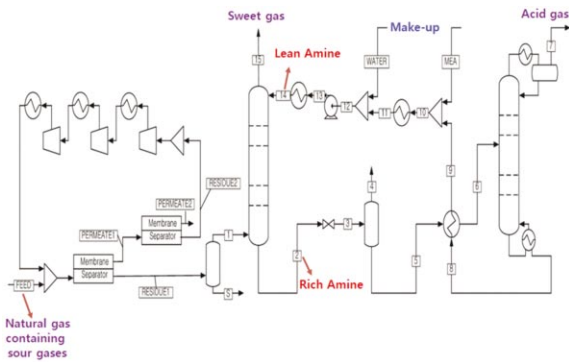 Sweet gas
Acid gas
Make-up
Lean Amine
WATER
MEA
15
7
14
13
12
11
10
9
6
4
PERMEATE2
RESIDUE2
PERMEATE1
Membrane
Separator
Membrane
Separator
1
3
2
5
8
FEED
RESIDUE1
S
Rich Amine
Natural gas
containing
sour gases